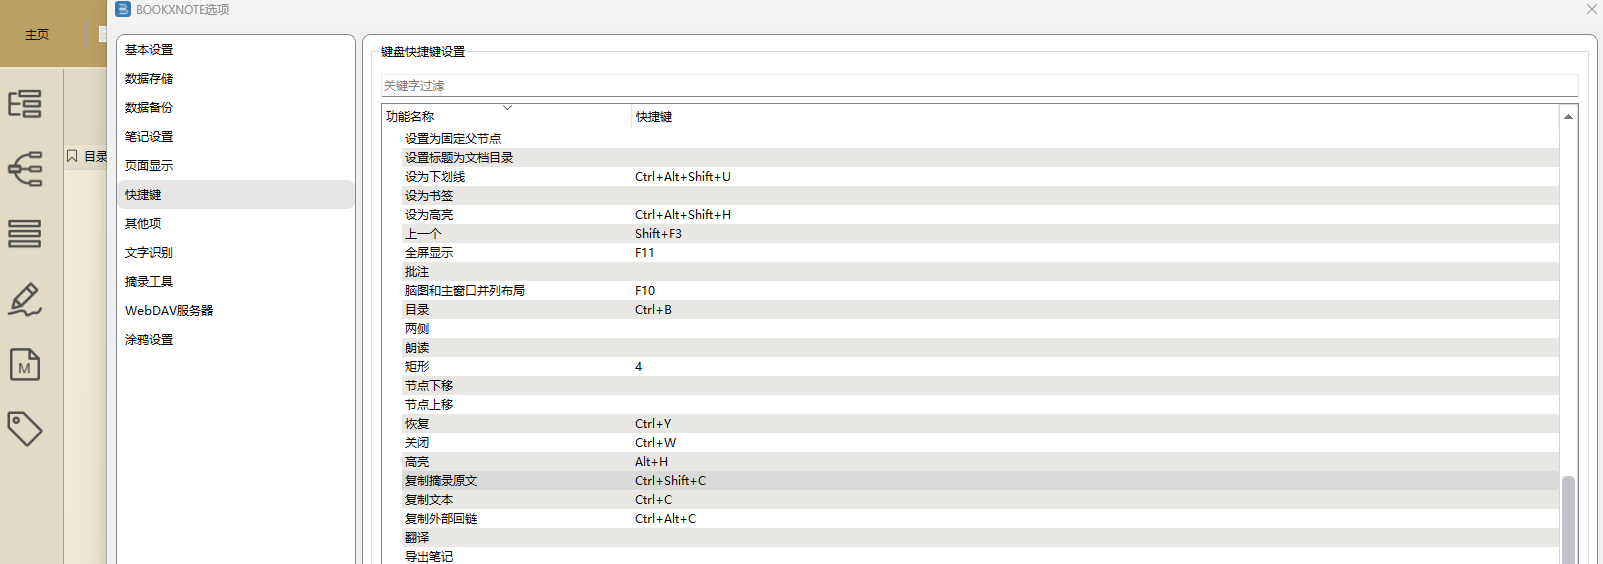 BOOKXNOTE选项
主页
目录
基本设置
数据存储
数据备份
笔记设置
页面显示
快捷键
其他项
文字识别
摘录工具
WebDAV服务器
涂鸦设置
键盘快捷键设置
关键字过滤
功能名称 快捷键
设置为固定父节点
设置标题为文档目录
设为下划线 Ctrl+Alt+Shift+U
设为书签
设为高亮 Ctrl+Alt+Shift+H
上一个 Shift+F3
全屏显示 F11
批注
脑图和主窗口并列布局 F10
目录 Ctrl+B
两侧
朗读
矩形 4
节点下移
节点上移
恢复 Ctrl+Y
关闭 Ctrl+W
高亮 Alt+H
复制摘录原文 Ctrl+Shift+C
复制文本 Ctrl+C
复制外部回链 Ctrl+Alt+C
翻译
导出笔记